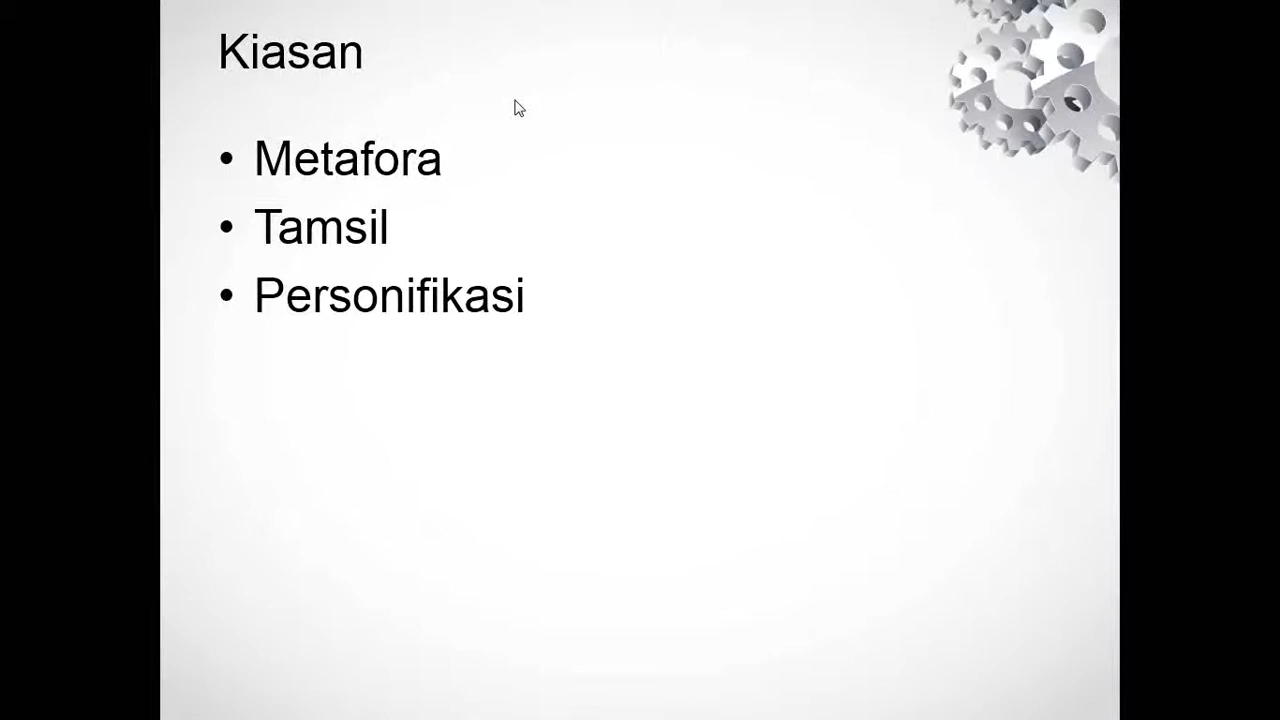 Kiasan
• Metafora
• Tamsil
• Personifikasi